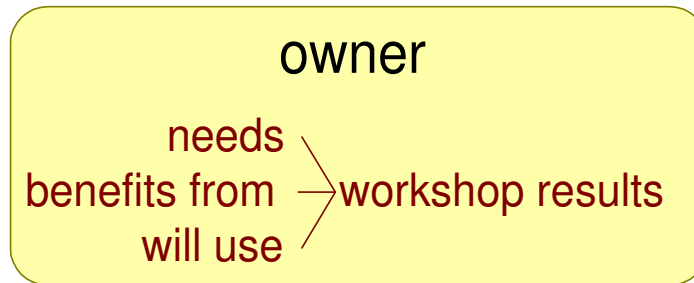 owner
needs
benefits from workshop results
will use